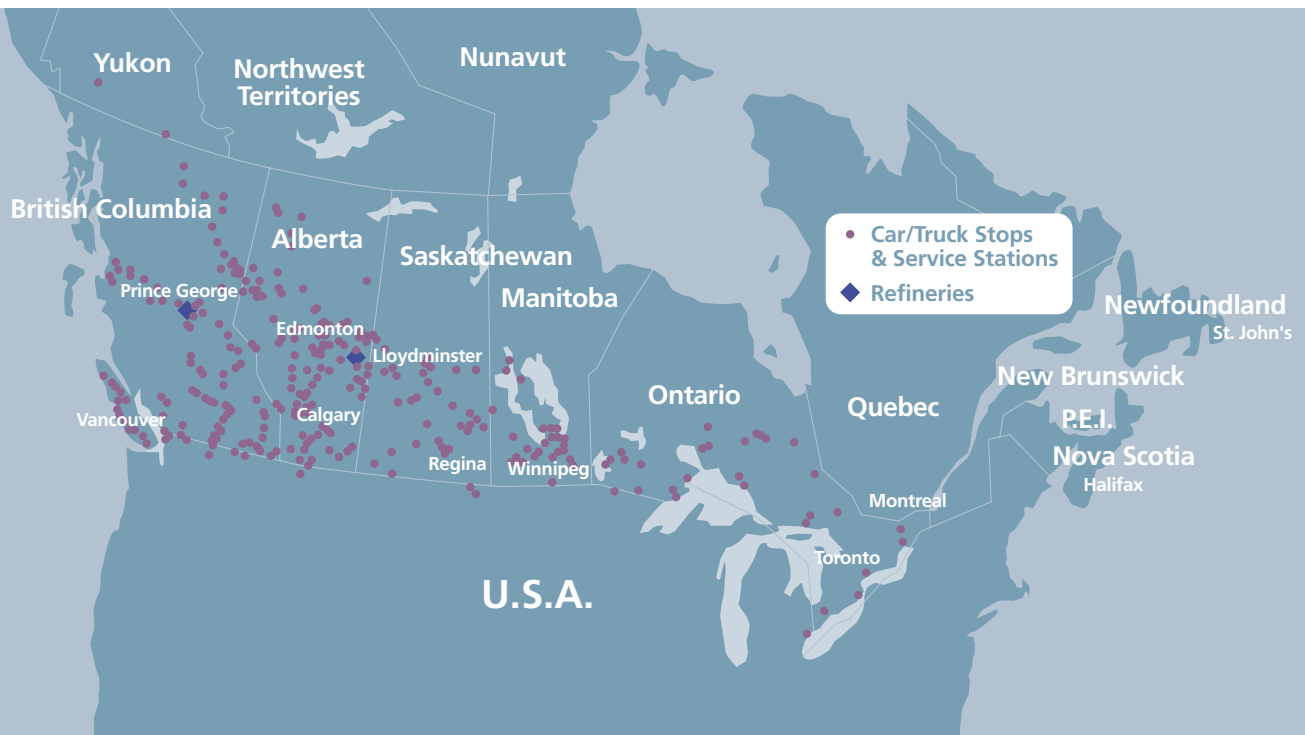 Yukon
Northwest
Territories
Nunavut
British Columbia
Alberta
Saskatchewan
Manitoba
Car/Truck Stops
& Service Stations
Refineries
Prince George
Edmonton
Lloydminster
Newfoundland
St. John's
New Brunswick
P.E.I.
Ontario
Quebec
Vancouver
Calgary
Regina
Winnipeg
Nova Scotia
Halifax
Montreal
Toronto
U.S.A.